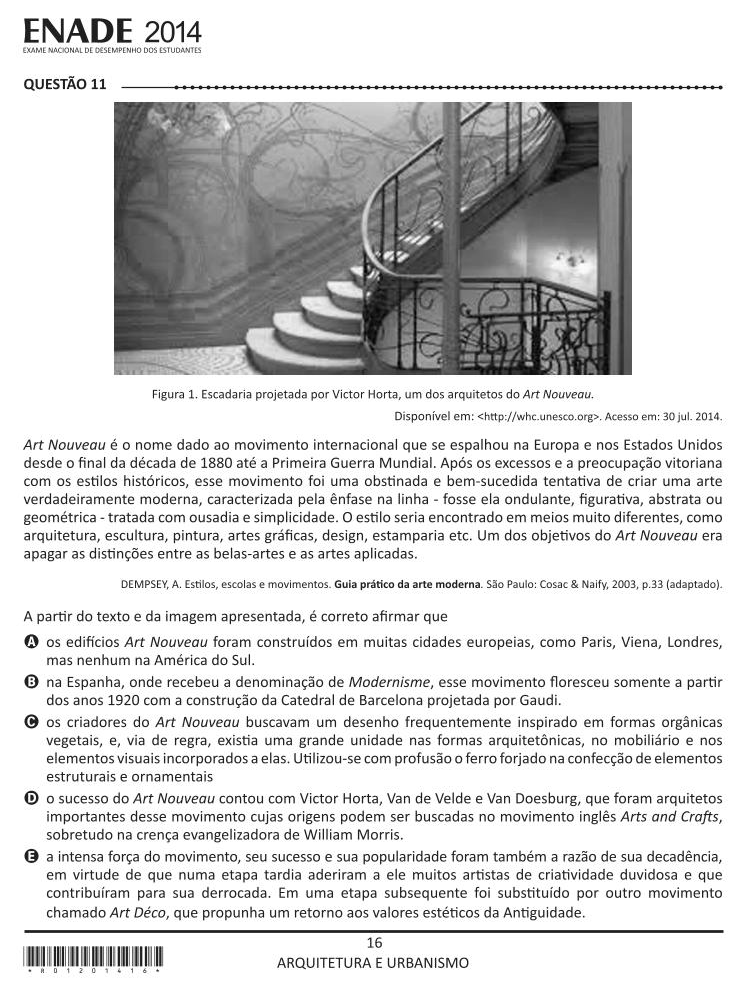 ENADE 2014
EXAME NACIONAL DE DESEMPENHO DOS ESTUDANTES
QUESTÃO 11
Figura 1. Escadaria projetada por Victor Horta, um dos arquitetos do Art Nouveau.
Disponível em: <http://whc.unesco.org>. Acesso em: 30 jul. 2014.
Art Nouveau é o nome dado ao movimento internacional que se espalhou na Europa e nos Estados Unidos
desde o final da década de 1880 até a Primeira Guerra Mundial. Após os excessos e a preocupação vitoriana
com os estilos históricos, esse movimento foi uma obstinada e bem-sucedida tentativa de criar uma arte
verdadeiramente moderna, caracterizada pela ênfase na linha - fosse ela ondulante, figurativa, abstrata ou
geométrica - tratada com ousadia e simplicidade. O estilo seria encontrado em meios muito diferentes, como
arquitetura, escultura, pintura, artes gráficas, design, estamparia etc. Um dos objetivos do Art Nouveau era
apagar as distinções entre as belas-artes e as artes aplicadas.
DEMPSEY, A. Estilos, escolas e movimentos. Guia prático da arte moderna. São Paulo: Cosac & Naify, 2003, p.33 (adaptado).
A partir do texto e da imagem apresentada, é correto afirmar que
A os edifícios Art Nouveau foram construídos em muitas cidades europeias, como Paris, Viena, Londres,
mas nenhum na América do Sul.
B na Espanha, onde recebeu a denominação de Modernisme, esse movimento floresceu somente a partir
dos anos 1920 com a construção da Catedral de Barcelona projetada por Gaudi.
C os criadores do Art Nouveau buscavam um desenho frequentemente inspirado em formas orgânicas
vegetais, e, via de regra, existia uma grande unidade nas formas arquitetônicas, no mobiliário e nos
elementos visuais incorporados a elas. Utilizou-se com profusão o ferro forjado na confecção de elementos
estruturais e ornamentais
D o sucesso do Art Nouveau contou com Victor Horta, Van de Velde e Van Doesburg, que foram arquitetos
importantes desse movimento cujas origens podem ser buscadas no movimento inglês Arts and Crafts,
sobretudo na crença evangelizadora de William Morris.
E a intensa força do movimento, seu sucesso e sua popularidade foram também a razão de sua decadência,
em virtude de que numa etapa tardia aderiram a ele muitos artistas de criatividade duvidosa e que
contribuíram para sua derrocada. Em uma etapa subsequente foi substituído por outro movimento
chamado Art Déco, que propunha um retorno aos valores estéticos da Antiguidade.
16
ARQUITETURA E URBANISMO
* R 0 1 2 0 1 4 1 6 *